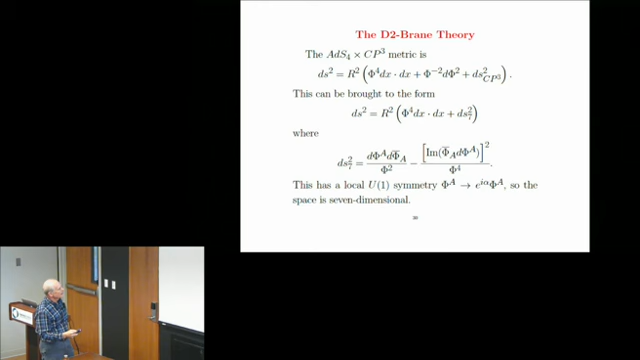 The D2-Brane Theory
The AdS₄ × CP³ metric is
ds² = R² (Φ⁴dx · dx + Φ⁻²dΦ² + ds²_{CP³}) .
This can be brought to the form
ds² = R² (Φ⁴dx · dx + ds²₇)
where
ds²₇ = dΦ^A dΦ̄_A / Φ² − [Im(Φ̄_A dΦ^A)]² / Φ⁴ .
This has a local U(1) symmetry Φ^A → e^{iα}Φ^A, so the
space is seven-dimensional.